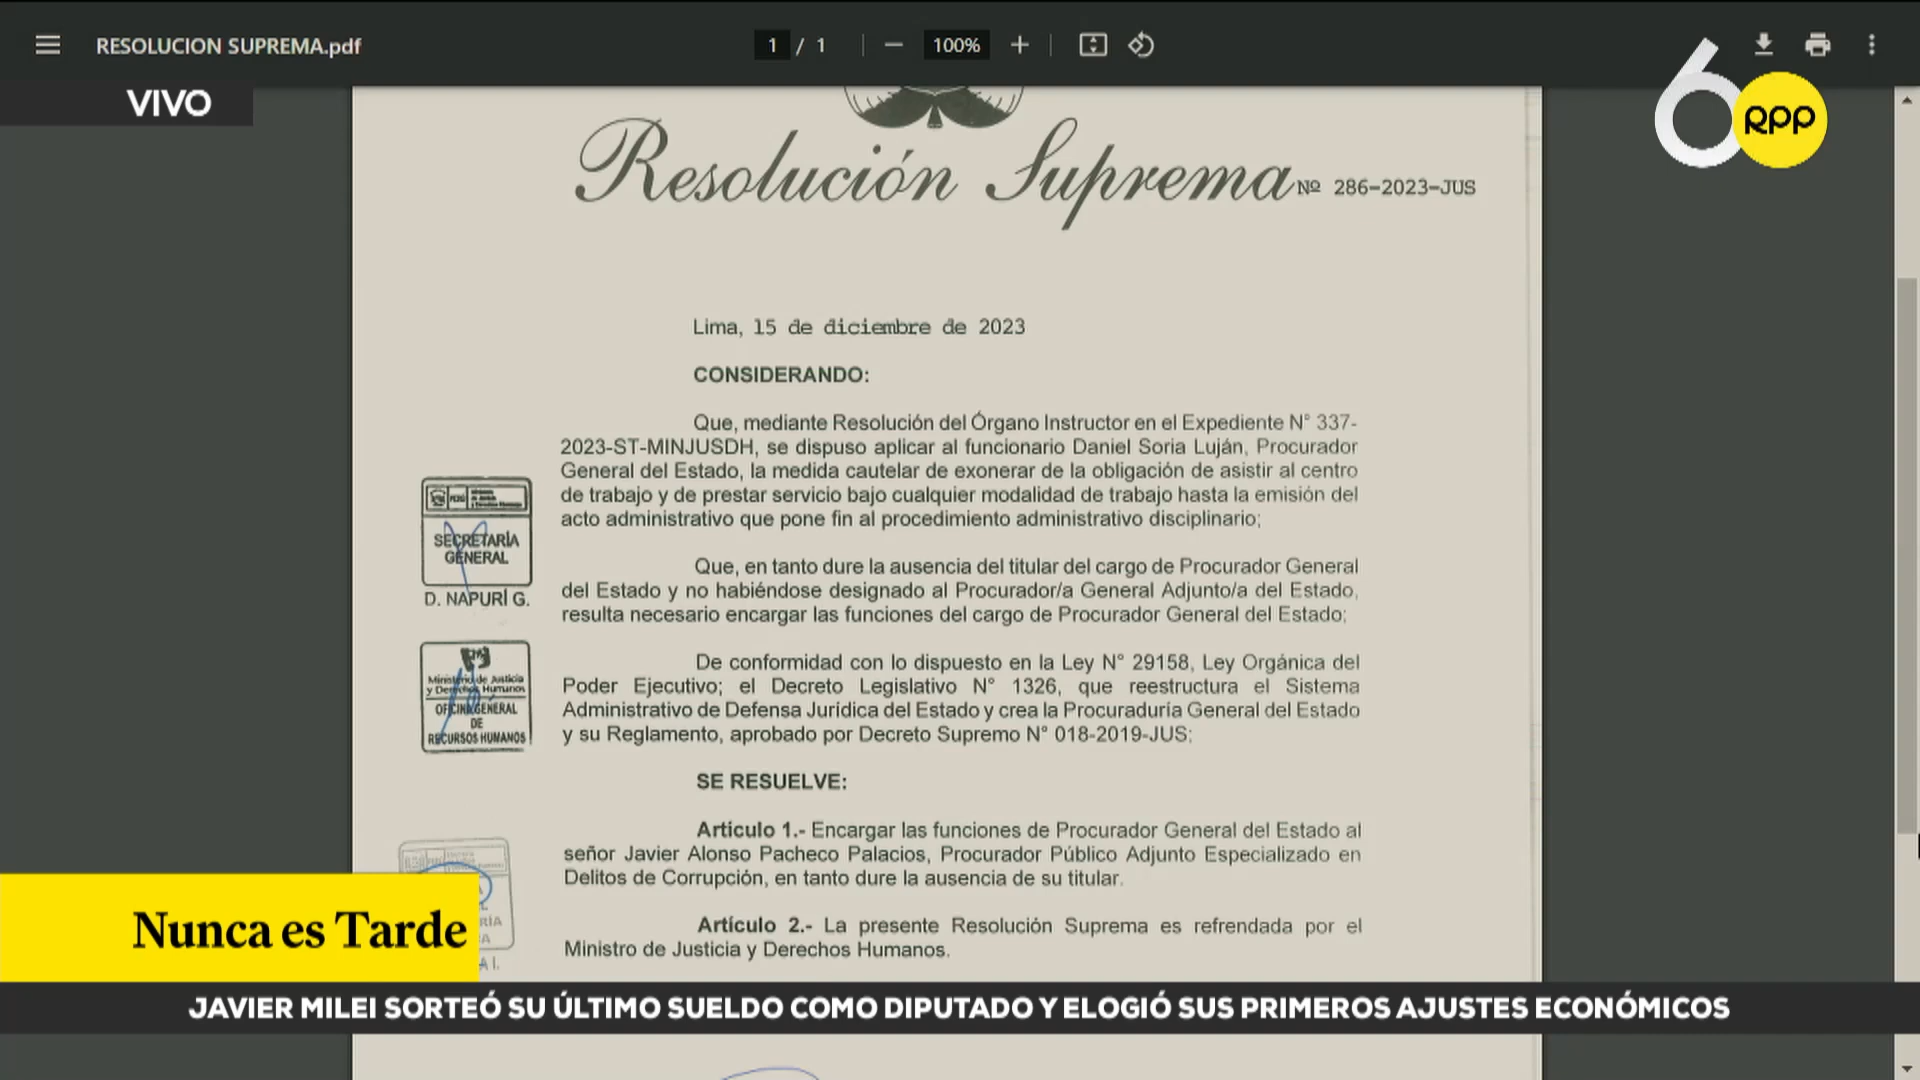 RESOLUCION SUPREMA.pdf
1 / 1
100%
VIVO
6
RPP
Resolución Suprema Nº 286-2023-JUS
Lima, 15 de diciembre de 2023
CONSIDERANDO:
Que, mediante Resolución del Órgano Instructor en el Expediente N° 337-
2023-ST-MINJUSDH, se dispuso aplicar al funcionario Daniel Soria Luján, Procurador
General del Estado, la medida cautelar de exonerar de la obligación de asistir al centro
de trabajo y de prestar servicio bajo cualquier modalidad de trabajo hasta la emisión del
acto administrativo que pone fin al procedimiento administrativo disciplinario;
SECRETARÍA
GENERAL
D. NAPURÍ G.
Que, en tanto dure la ausencia del titular del cargo de Procurador General
del Estado y no habiéndose designado al Procurador/a General Adjunto/a del Estado,
resulta necesario encargar las funciones del cargo de Procurador General del Estado;
Ministerio de Justicia
y Derechos Humanos
OFICINA GENERAL
DE
RECURSOS HUMANOS
De conformidad con lo dispuesto en la Ley N° 29158, Ley Orgánica del
Poder Ejecutivo; el Decreto Legislativo N° 1326, que reestructura el Sistema
Administrativo de Defensa Jurídica del Estado y crea la Procuraduría General del Estado
y su Reglamento, aprobado por Decreto Supremo N° 018-2019-JUS;
SE RESUELVE:
Artículo 1.- Encargar las funciones de Procurador General del Estado al
señor Javier Alonso Pacheco Palacios, Procurador Público Adjunto Especializado en
Delitos de Corrupción, en tanto dure la ausencia de su titular.
Artículo 2.- La presente Resolución Suprema es refrendada por el
Ministro de Justicia y Derechos Humanos.
Nunca es Tarde
JAVIER MILEI SORTEÓ SU ÚLTIMO SUELDO COMO DIPUTADO Y ELOGIÓ SUS PRIMEROS AJUSTES ECONÓMICOS